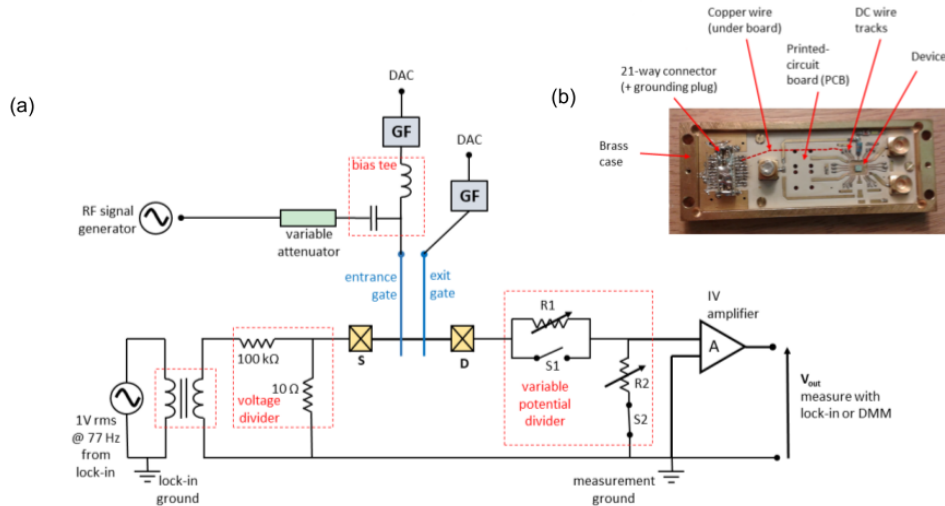 (a)
DAC
GF
DAC
GF
bias tee
RF signal
generator
variable
attenuator
entrance
gate
exit
gate
1V rms
@ 77 Hz
from
lock-in
lock-in
ground
100 kΩ
10 Ω
voltage
divider
S
D
R1
S1
variable
potential
divider
R2
S2
measurement
ground
IV
amplifier
A
Vout
measure with
lock-in or DMM
(b)
Copper wire
(under board)
DC wire
tracks
Printed-
circuit
board (PCB)
Device
21-way connector
(+ grounding plug)
Brass
case